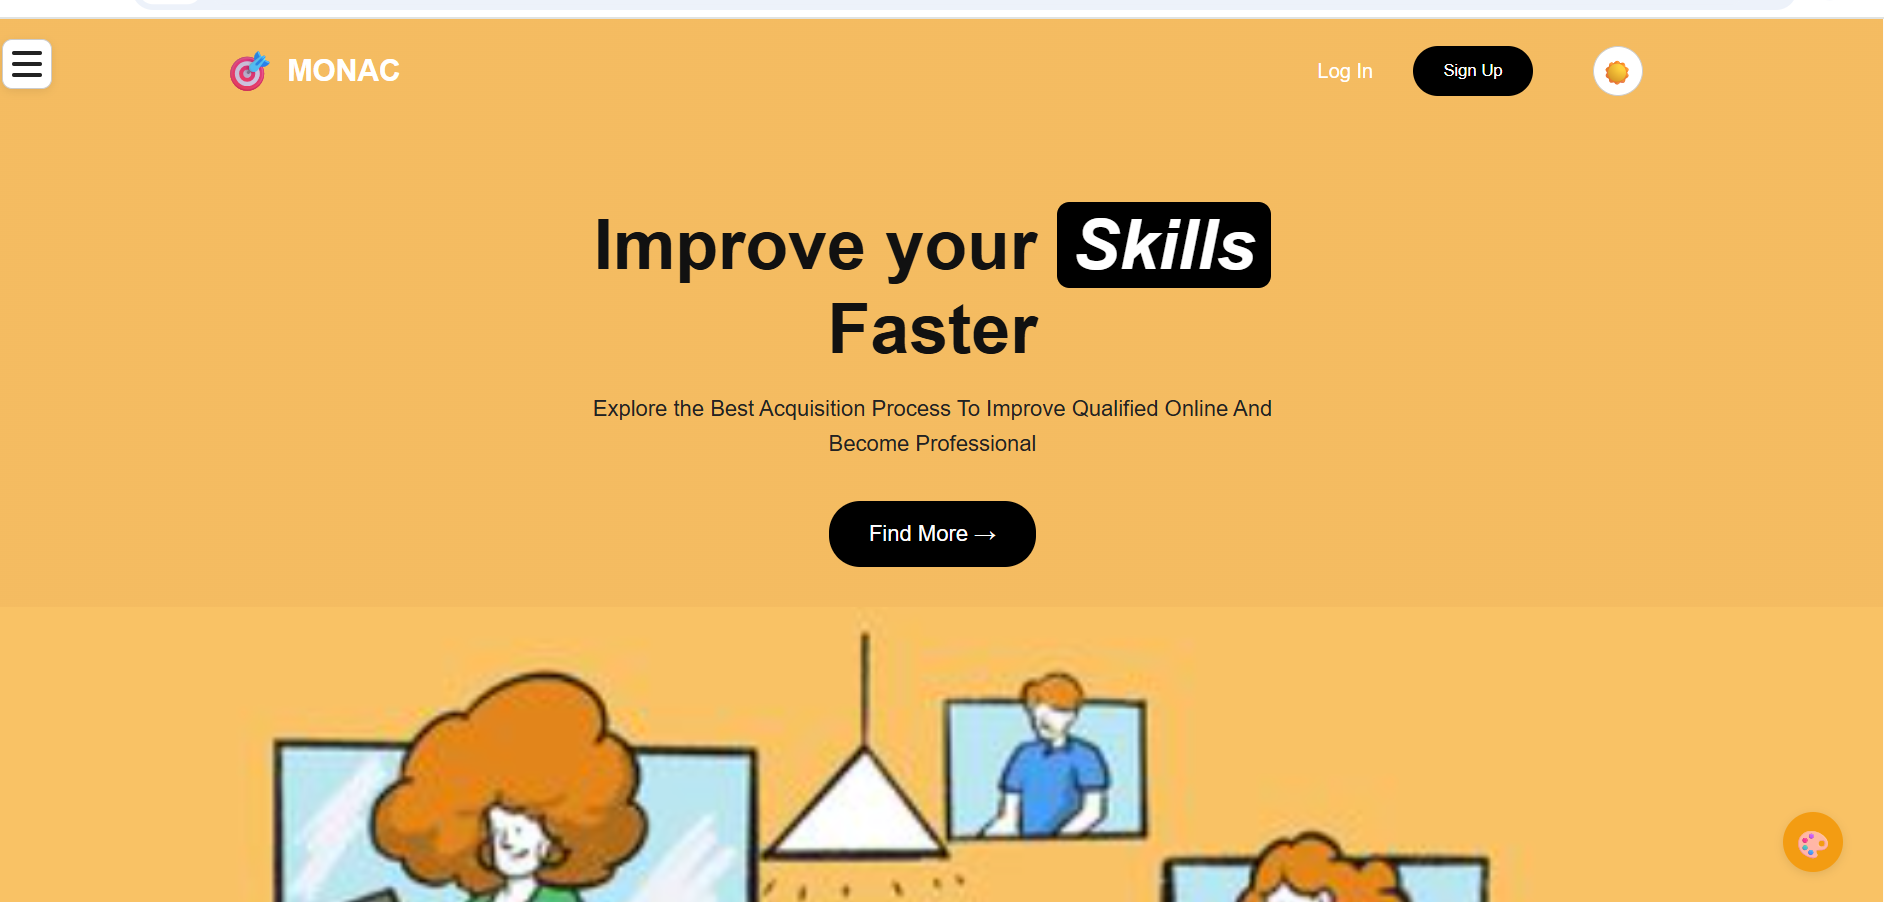 MONAC
Log In
Sign Up
Improve your Skills
Faster
Explore the Best Acquisition Process To Improve Qualified Online And
Become Professional
Find More →